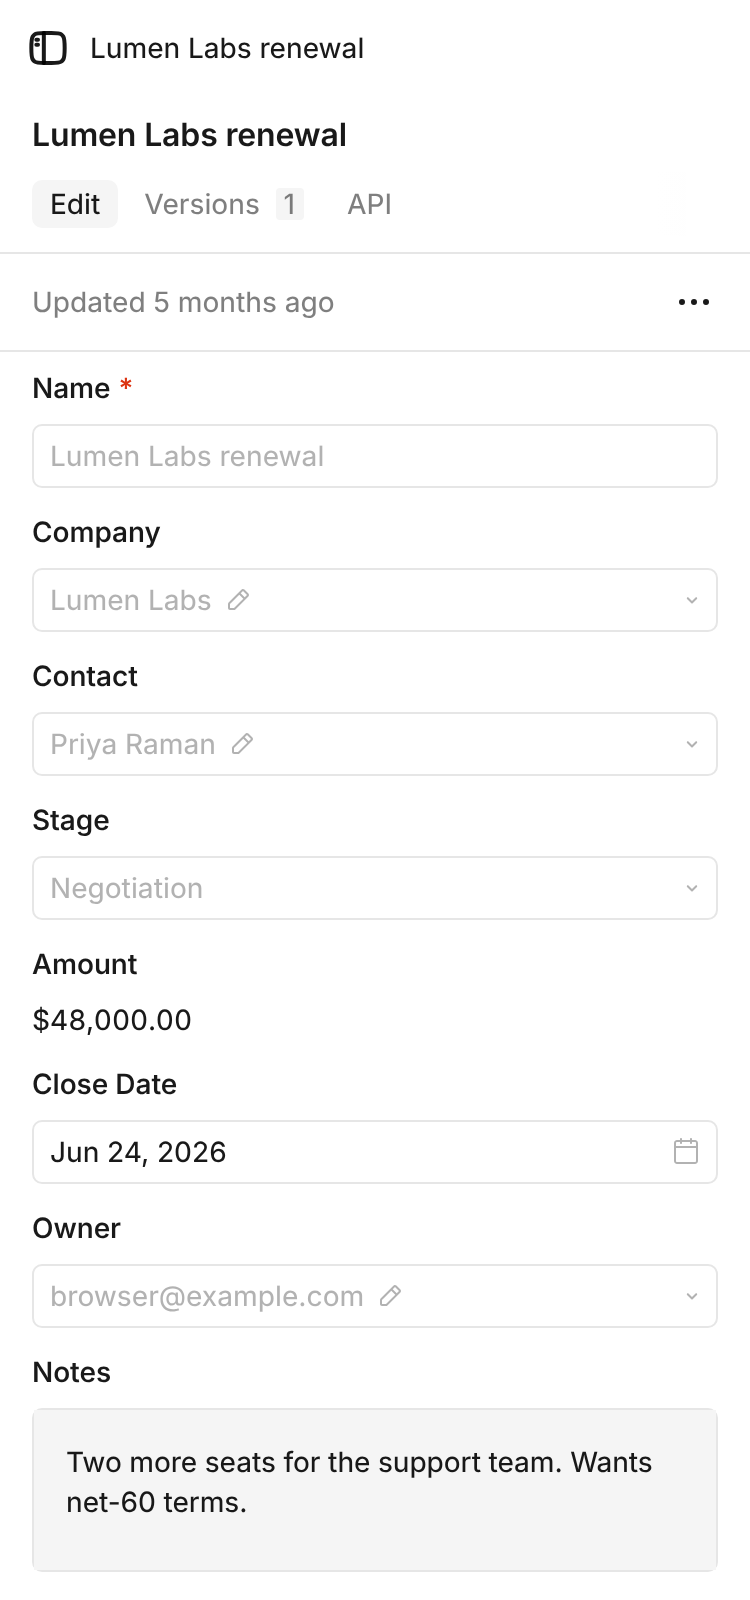 Lumen Labs renewal
Lumen Labs renewal
Edit Versions 1 API
Updated 5 months ago
Name *
Lumen Labs renewal
Company
Lumen Labs
Contact
Priya Raman
Stage
Negotiation
Amount
$48,000.00
Close Date
Jun 24, 2026
Owner
browser@example.com
Notes
Two more seats for the support team. Wants
net-60 terms.